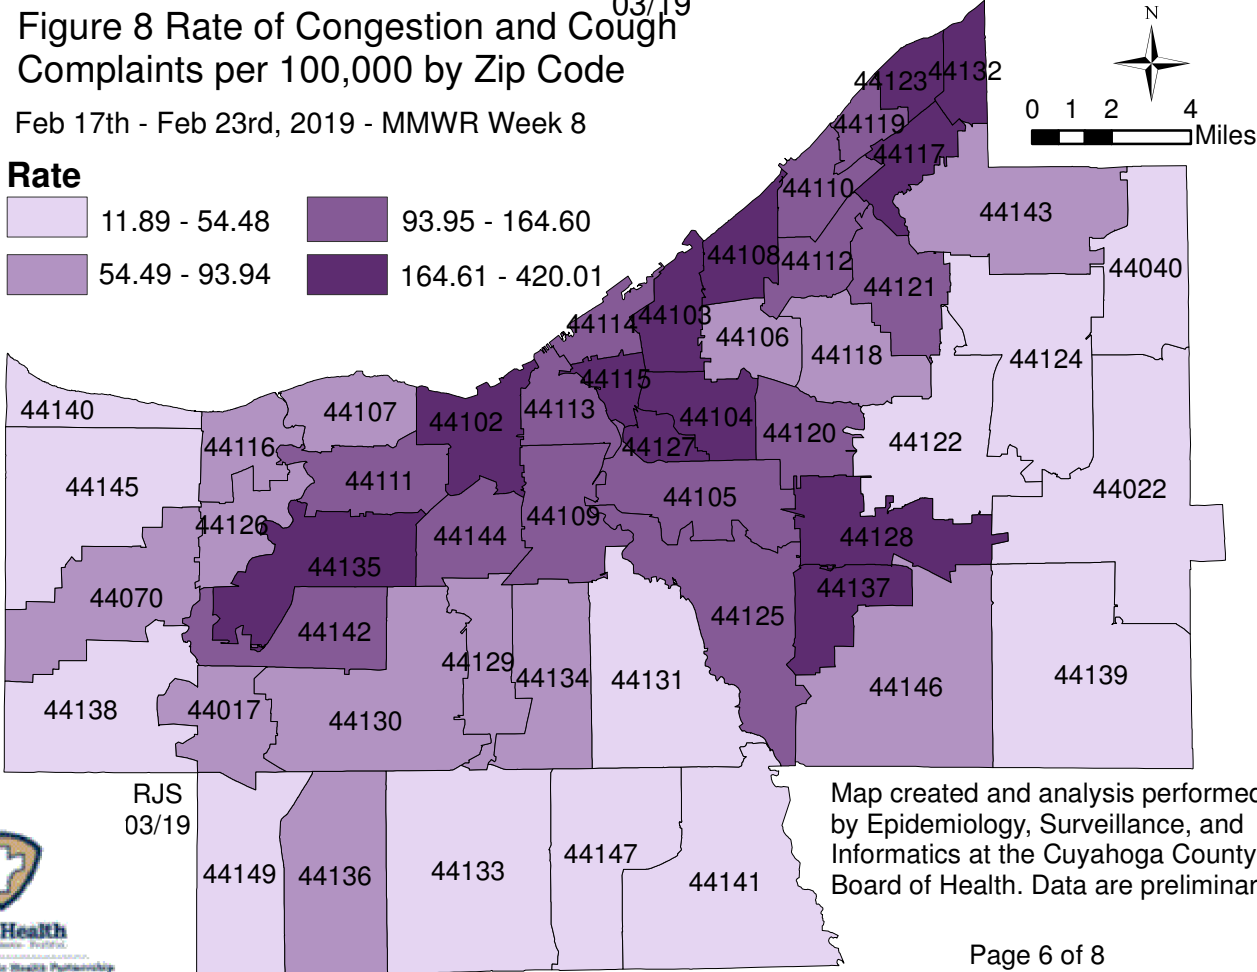 03/19
Figure 8 Rate of Congestion and Cough
Complaints per 100,000 by Zip Code
Feb 17th - Feb 23rd, 2019 - MMWR Week 8
N
0 1 2 4
Miles
Rate
11.89 - 54.48
93.95 - 164.60
54.49 - 93.94
164.61 - 420.01
44123
44132
44119
44117
44110
44143
44108
44112
44040
44121
44114
44103
44106
44118
44124
44115
44140
44107
44102
44113
44104
44116
44127
44120
44122
44145
44111
44105
44022
44126
44109
44144
44128
44135
44137
44070
44142
44125
44129
44134
44131
44146
44139
44138
44017
44130
RJS
03/19
44149
44136
44133
44147
44141
Map created and analysis performed
by Epidemiology, Surveillance, and
Informatics at the Cuyahoga County
Board of Health. Data are preliminar
Health
Health Partnership
Page 6 of 8